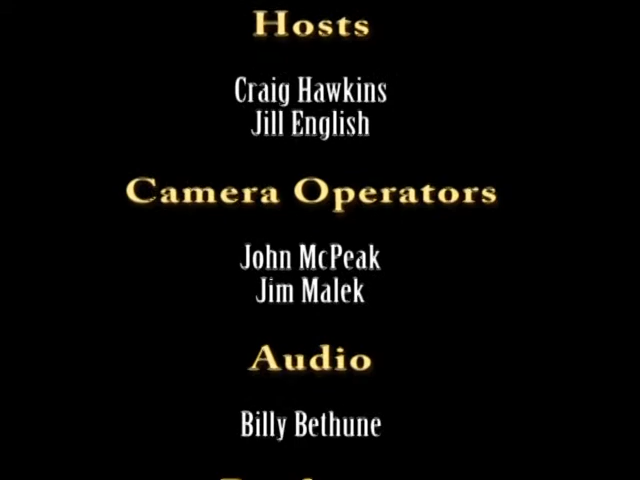 Hosts
Craig Hawkins
Jill English
Camera Operators
John McPeak
Jim Malek
Audio
Billy Bethune